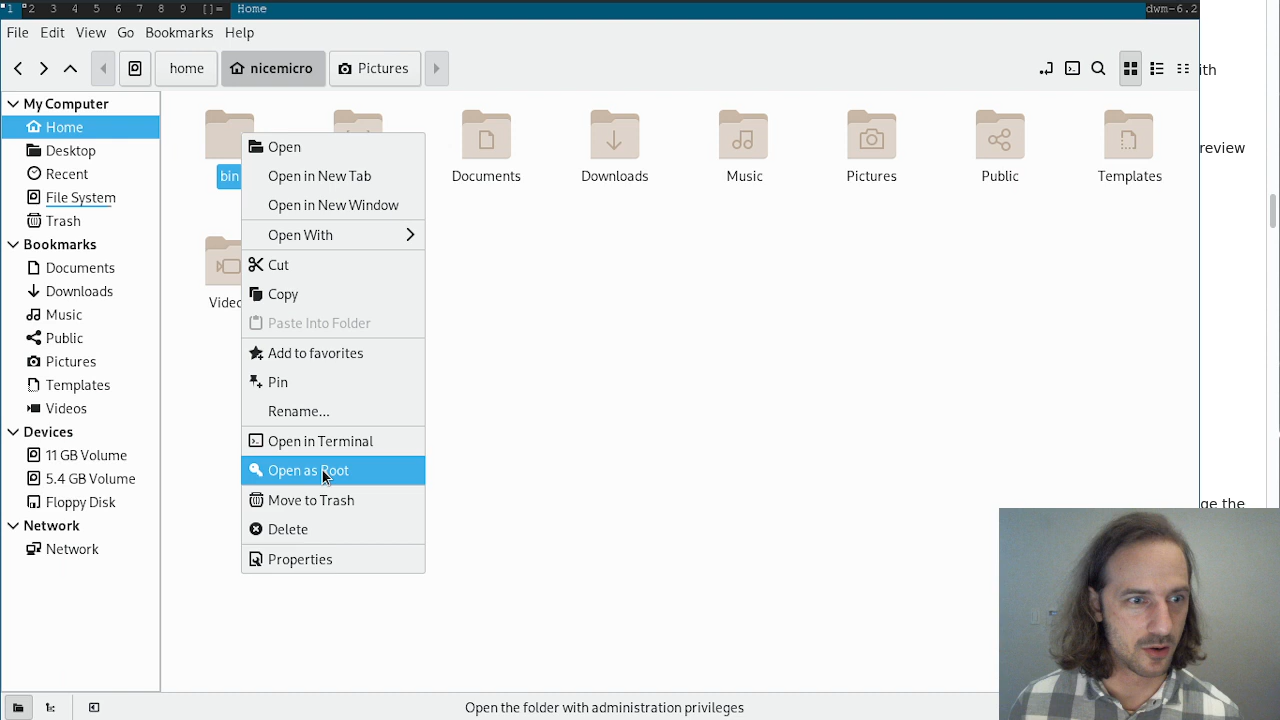 1 2 3 4 5 6 7 8 9 []= Home dwm-6.2
File Edit View Go Bookmarks Help
home nicemicro Pictures
ith
My Computer
Home
Desktop
Recent
File System
Trash
Bookmarks
Documents
Downloads
Music
Public
Pictures
Templates
Videos
Devices
11 GB Volume
5.4 GB Volume
Floppy Disk
Network
Network
bin
Documents
Downloads
Music
Pictures
Public
Templates
Video
review
Open
Open in New Tab
Open in New Window
Open With
Cut
Copy
Paste Into Folder
Add to favorites
Pin
Rename...
Open in Terminal
Open as Root
Move to Trash
Delete
Properties
ge the
Open the folder with administration privileges